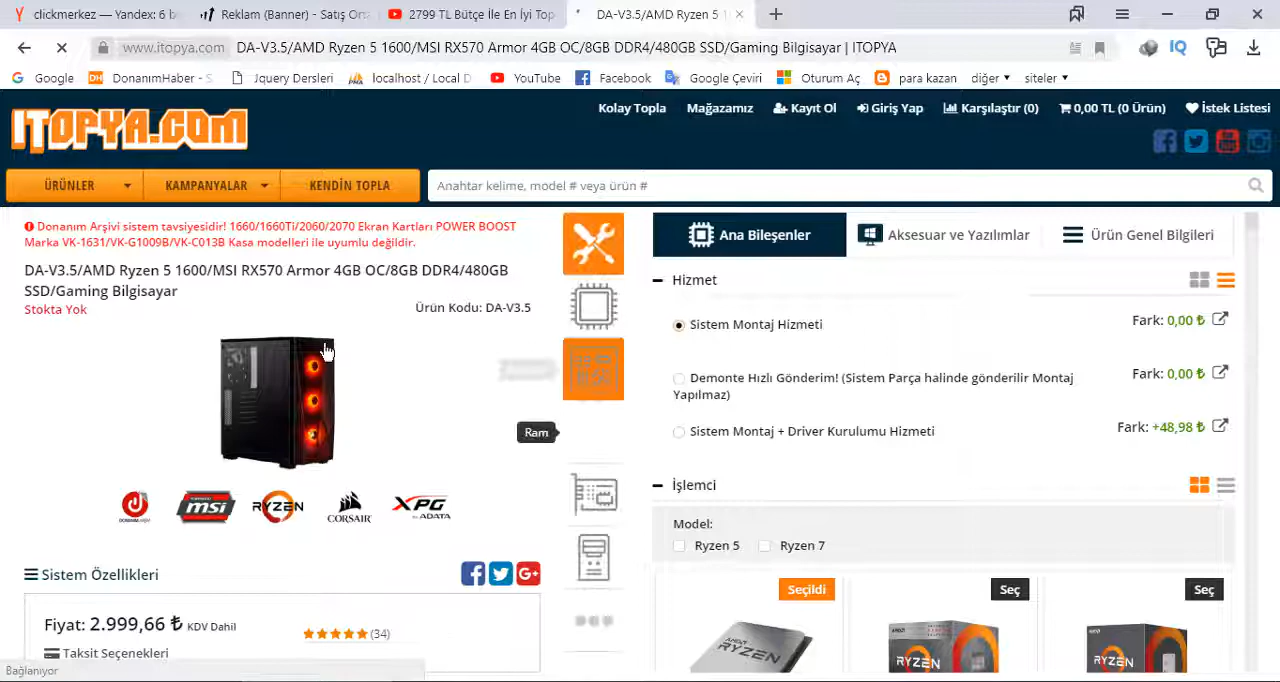 clickmerkez — Yandex: 6 b
Reklam (Banner) - Satış Ort
2799 TL Bütçe İle En İyi Top
DA-V3.5/AMD Ryzen 5 1
www.itopya.com
DA-V3.5/AMD Ryzen 5 1600/MSI RX570 Armor 4GB OC/8GB DDR4/480GB SSD/Gaming Bilgisayar | ITOPYA
IQ
Google
DH DonanımHaber - S
Jquery Dersleri
localhost / Local D
YouTube
Facebook
Google Çeviri
Oturum Aç
para kazan
diğer
siteler
ITOPYA.COM
Kolay Topla
Mağazamız
Kayıt Ol
Giriş Yap
Karşılaştır (0)
0,00 TL (0 Ürün)
İstek Listesi
ÜRÜNLER
KAMPANYALAR
KENDİN TOPLA
Anahtar kelime, model # veya ürün #
Donanım Arşivi sistem tavsiyesidir! 1660/1660Ti/2060/2070 Ekran Kartları POWER BOOST
Marka VK-1631/VK-G1009B/VK-C013B Kasa modelleri ile uyumlu değildir.
DA-V3.5/AMD Ryzen 5 1600/MSI RX570 Armor 4GB OC/8GB DDR4/480GB
SSD/Gaming Bilgisayar
Stokta Yok
Ürün Kodu: DA-V3.5
msi
RYZEN
CORSAIR
XPG
ADATA
Sistem Özellikleri
Fiyat: 2.999,66 ₺ KDV Dahil
(34)
Taksit Seçenekleri
Bağlanıyor
Ram
Ana Bileşenler
Aksesuar ve Yazılımlar
Ürün Genel Bilgileri
Hizmet
Sistem Montaj Hizmeti
Fark: 0,00 ₺
Demonte Hızlı Gönderim! (Sistem Parça halinde gönderilir Montaj
Yapılmaz)
Fark: 0,00 ₺
Sistem Montaj + Driver Kurulumu Hizmeti
Fark: +48,98 ₺
İşlemci
Model:
Ryzen 5
Ryzen 7
Seçildi
Seç
Seç
RYZEN
RYZEN
RYZEN